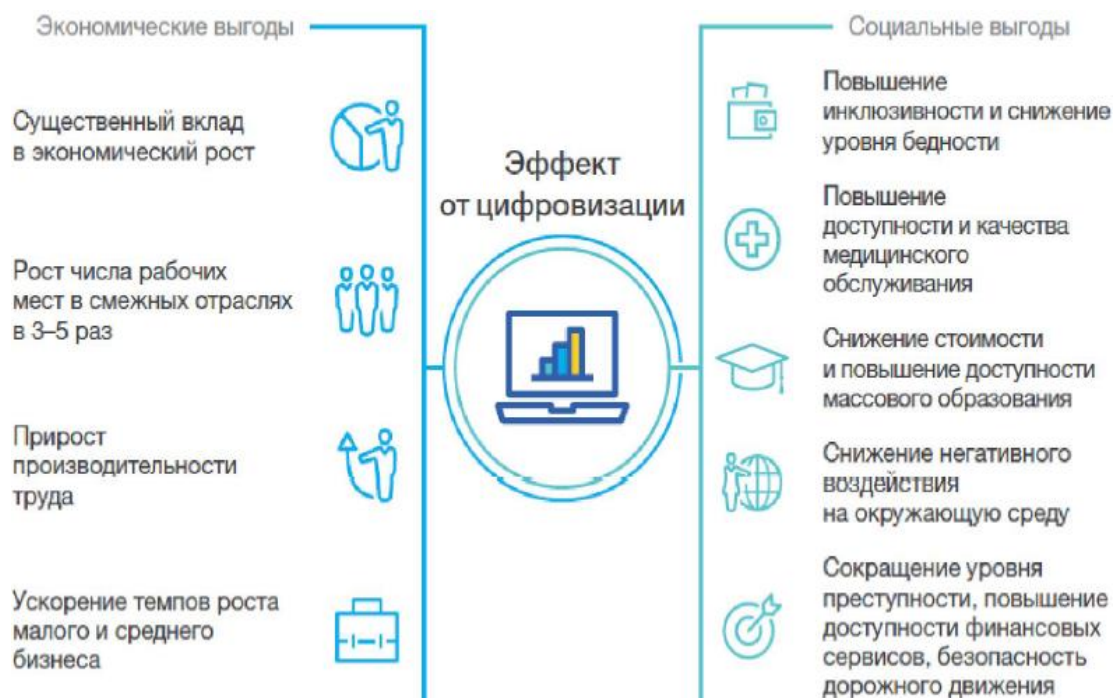 Экономические выгоды
Существенный вклад
в экономический рост
Рост числа рабочих
мест в смежных отраслях
в 3–5 раз
Прирост
производительности
труда
Ускорение темпов роста
малого и среднего
бизнеса
Эффект
от цифровизации
Социальные выгоды
Повышение
инклюзивности и снижение
уровня бедности
Повышение
доступности и качества
медицинского
обслуживания
Снижение стоимости
и повышение доступности
массового образования
Снижение негативного
воздействия
на окружающую среду
Сокращение уровня
преступности, повышение
доступности финансовых
сервисов, безопасность
дорожного движения